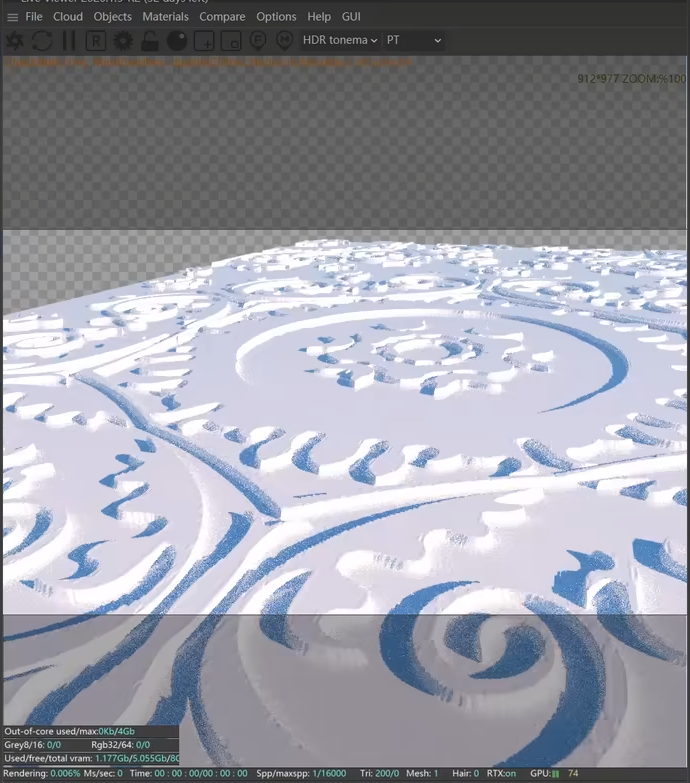 File Cloud Objects Materials Compare Options Help GUI
R F M HDR tonema PT
912*977 ZOOM:%100
Out-of-core used/max:0Kb/4Gb
Grey8/16: 0/0 Rgb32/64: 0/0
Used/free/total vram: 1.177Gb/5.055Gb/8G
Rendering: 0.006% Ms/sec: 0 Time: 00 : 00 : 00/00 : 00 : 00 Spp/maxspp: 1/16000 Tri: 200/0 Mesh: 1 Hair: 0 RTX:on GPU: 74